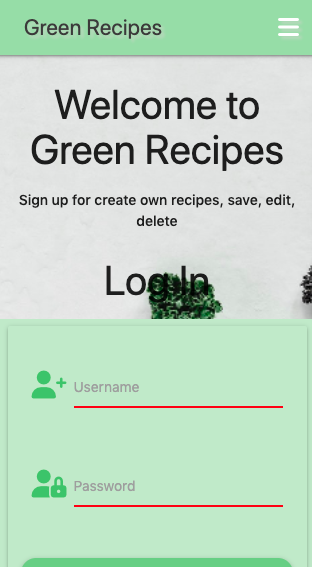 Green Recipes
Welcome to
Green Recipes
Sign up for create own recipes, save, edit,
delete
Log In
Username
Password